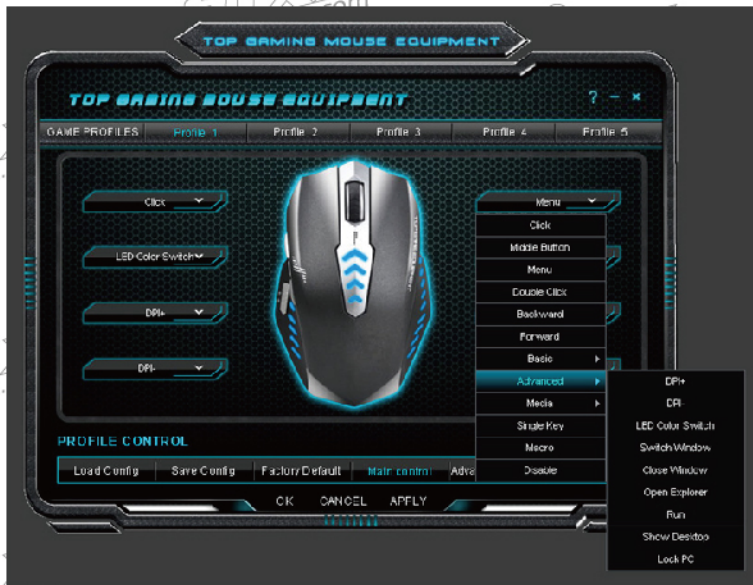 TOP GAMING MOUSE EQUIPMENT
TOP GAMING MOUSE EQUIPMENT
? - ×
GAME PROFILES Profile 1 Profile 2 Profile 3 Profile 4 Profile 5
Click
LED Color Switch
DPI+
DPI-
Menu
Click
Middle Button
Menu
Double Click
Backward
Forward
Basic
Advanced
Media
Single Key
Macro
Disable
DPI+
DPI-
LED Color Switch
Switch Window
Close Window
Open Explorer
Run
Show Desktop
Lock PC
PROFILE CONTROL
Load Config Save Config Factory Default Main control Adva
OK CANCEL APPLY